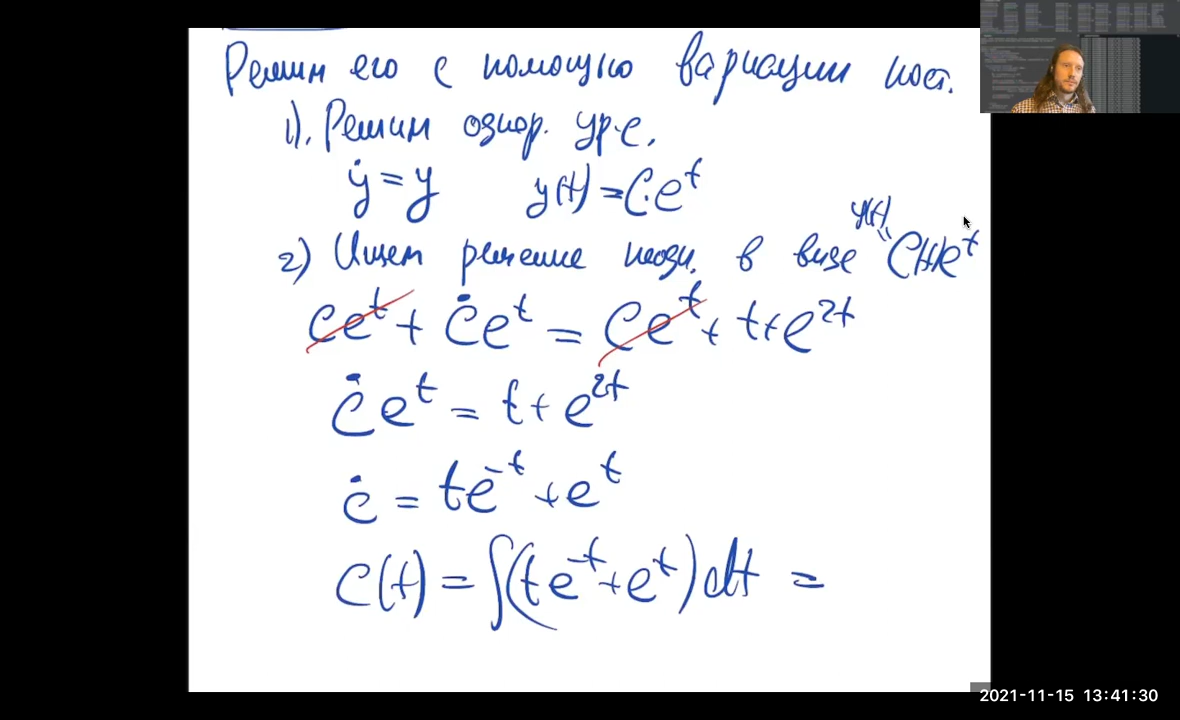 Решим его с помощью вариации пост.
1). Решим однор. ур-е.
ẏ = y y(t) = C·e^t
2) Ищем решение неодн. в виде y(t) = C(t)e^t
Ce^t + Ċe^t = Ce^t + t + e^{2t}
Ċe^t = t + e^{2t}
Ċ = te^{-t} + e^t
C(t) = ∫(te^{-t} + e^t)dt =
2021-11-15 13:41:30